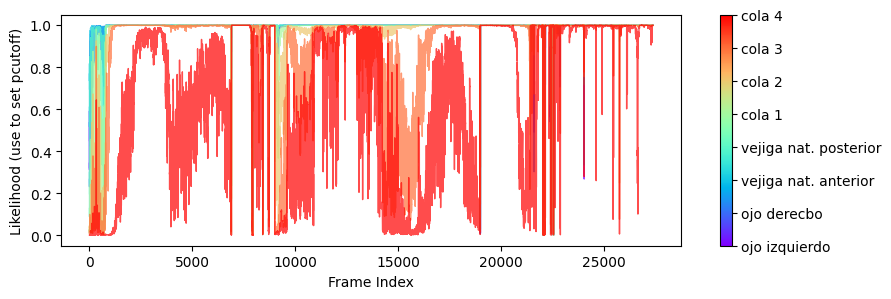 Likelihood (use to set pcutoff)
1.0
0.8
0.6
0.4
0.2
0.0
0
5000
10000
15000
20000
25000
Frame Index
cola 4
cola 3
cola 2
cola 1
vejiga nat. posterior
vejiga nat. anterior
ojo derecbo
ojo izquierdo